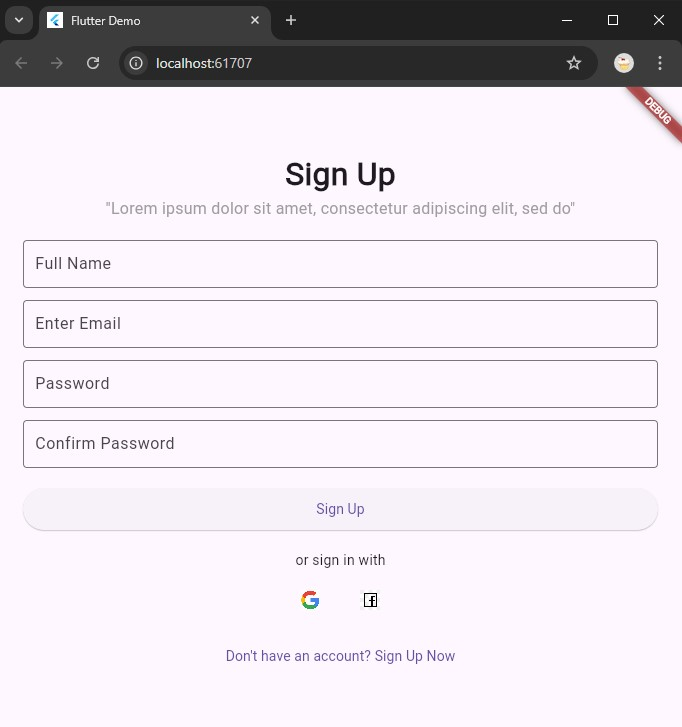 Flutter Demo
localhost:61707
DEBUG
Sign Up
"Lorem ipsum dolor sit amet, consectetur adipiscing elit, sed do"
Full Name
Enter Email
Password
Confirm Password
Sign Up
or sign in with
Don't have an account? Sign Up Now